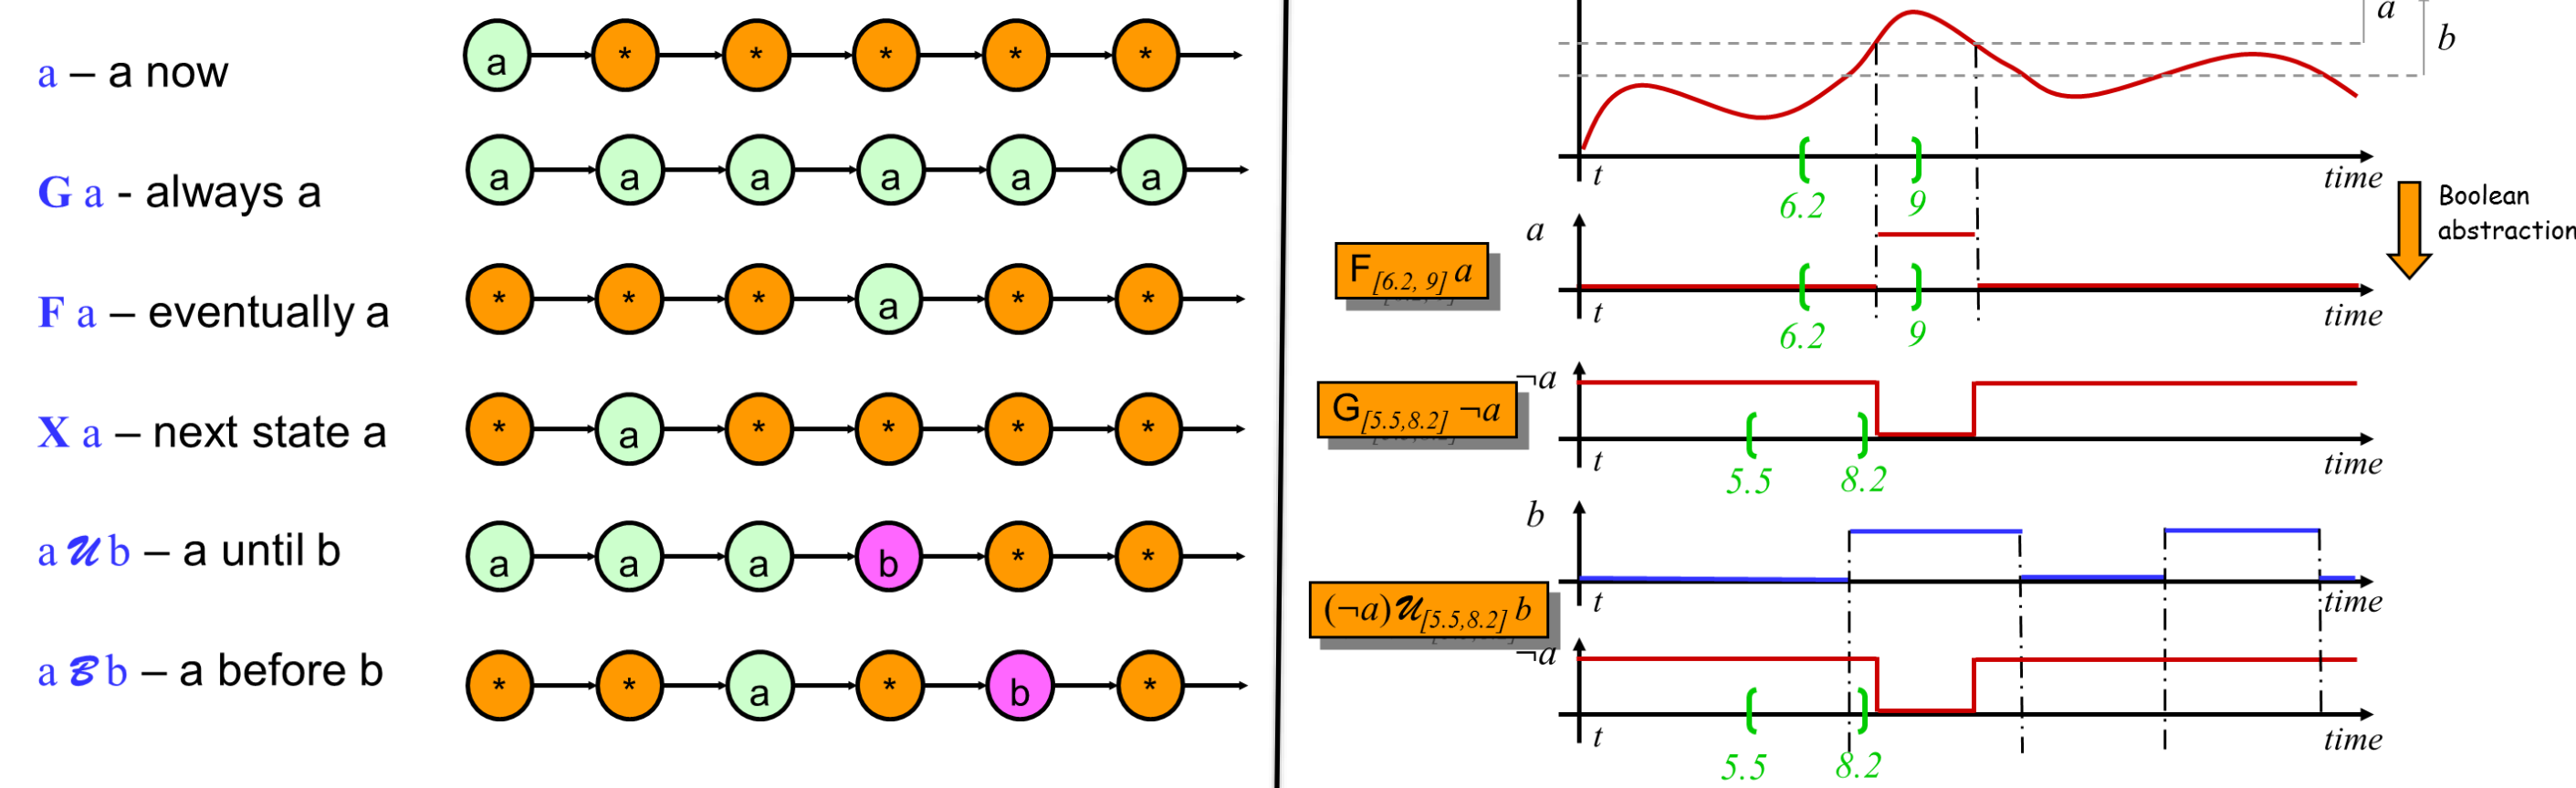 a – a now
a * * * * *
G a - always a
a a a a a a
F a – eventually a
* * * a * *
X a – next state a
* a * * * *
a 𝒰 b – a until b
a a a b * *
a ℬ b – a before b
* * a * b *
a
b
t
time
6.2
9
Boolean
abstraction
F[6.2, 9] a
a
t
time
6.2
9
G[5.5,8.2] ¬a
¬a
t
time
5.5
8.2
b
t
time
(¬a) 𝒰[5.5,8.2] b
¬a
t
time
5.5
8.2